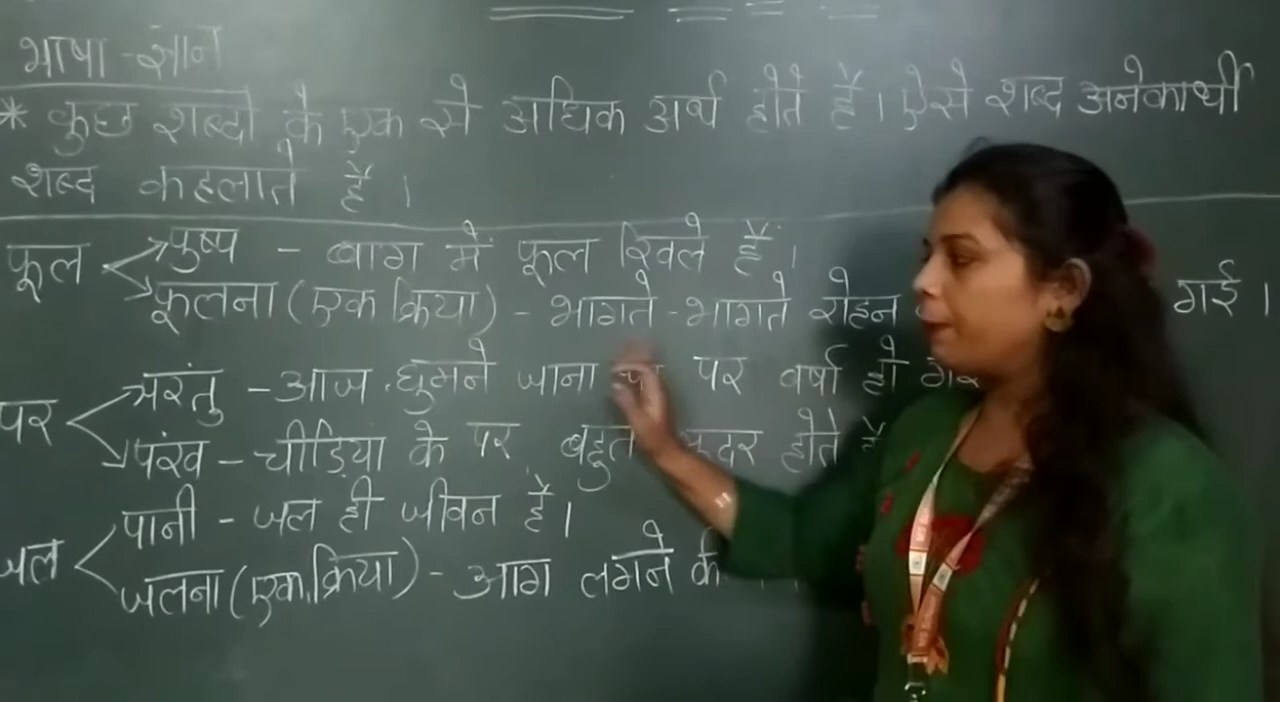 भाषा - ज्ञान
* कुछ शब्दो के एक से अधिक अर्थ होते हैं। ऐसे शब्द अनेकार्थी
शब्द कहलाते हैं।
फूल
पुष्प - बाग में फूल खिले हैं।
फूलना (एक क्रिया) - भागते-भागते रोहन गई।
पर
परंतु - आज घुमने जाना था पर वर्षा हो
पंख - चीड़िया के पर बहुत होते
जल
पानी - जल ही जीवन हैं।
जलना (एक क्रिया) - आग लगने के